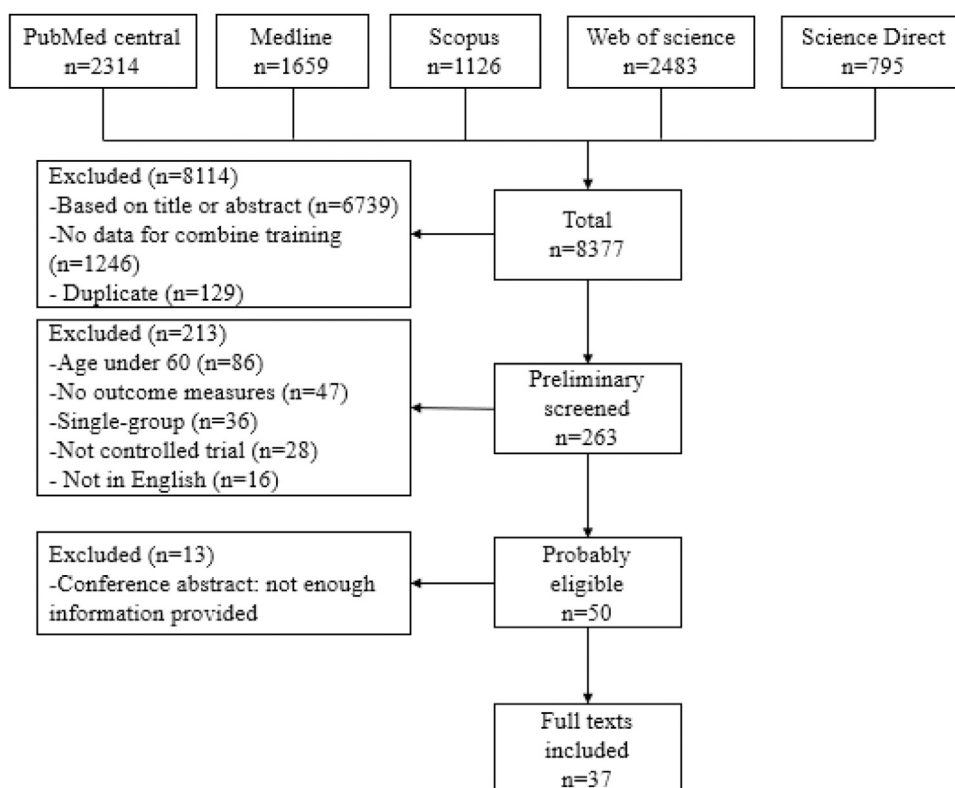 PubMed central
n=2314
Medline
n=1659
Scopus
n=1126
Web of science
n=2483
Science Direct
n=795
Excluded (n=8114)
-Based on title or abstract (n=6739)
-No data for combine training
(n=1246)
- Duplicate (n=129)
Total
n=8377
Excluded (n=213)
-Age under 60 (n=86)
-No outcome measures (n=47)
-Single-group (n=36)
-Not controlled trial (n=28)
- Not in English (n=16)
Preliminary
screened
n=263
Excluded (n=13)
-Conference abstract: not enough
information provided
Probably
eligible
n=50
Full texts
included
n=37